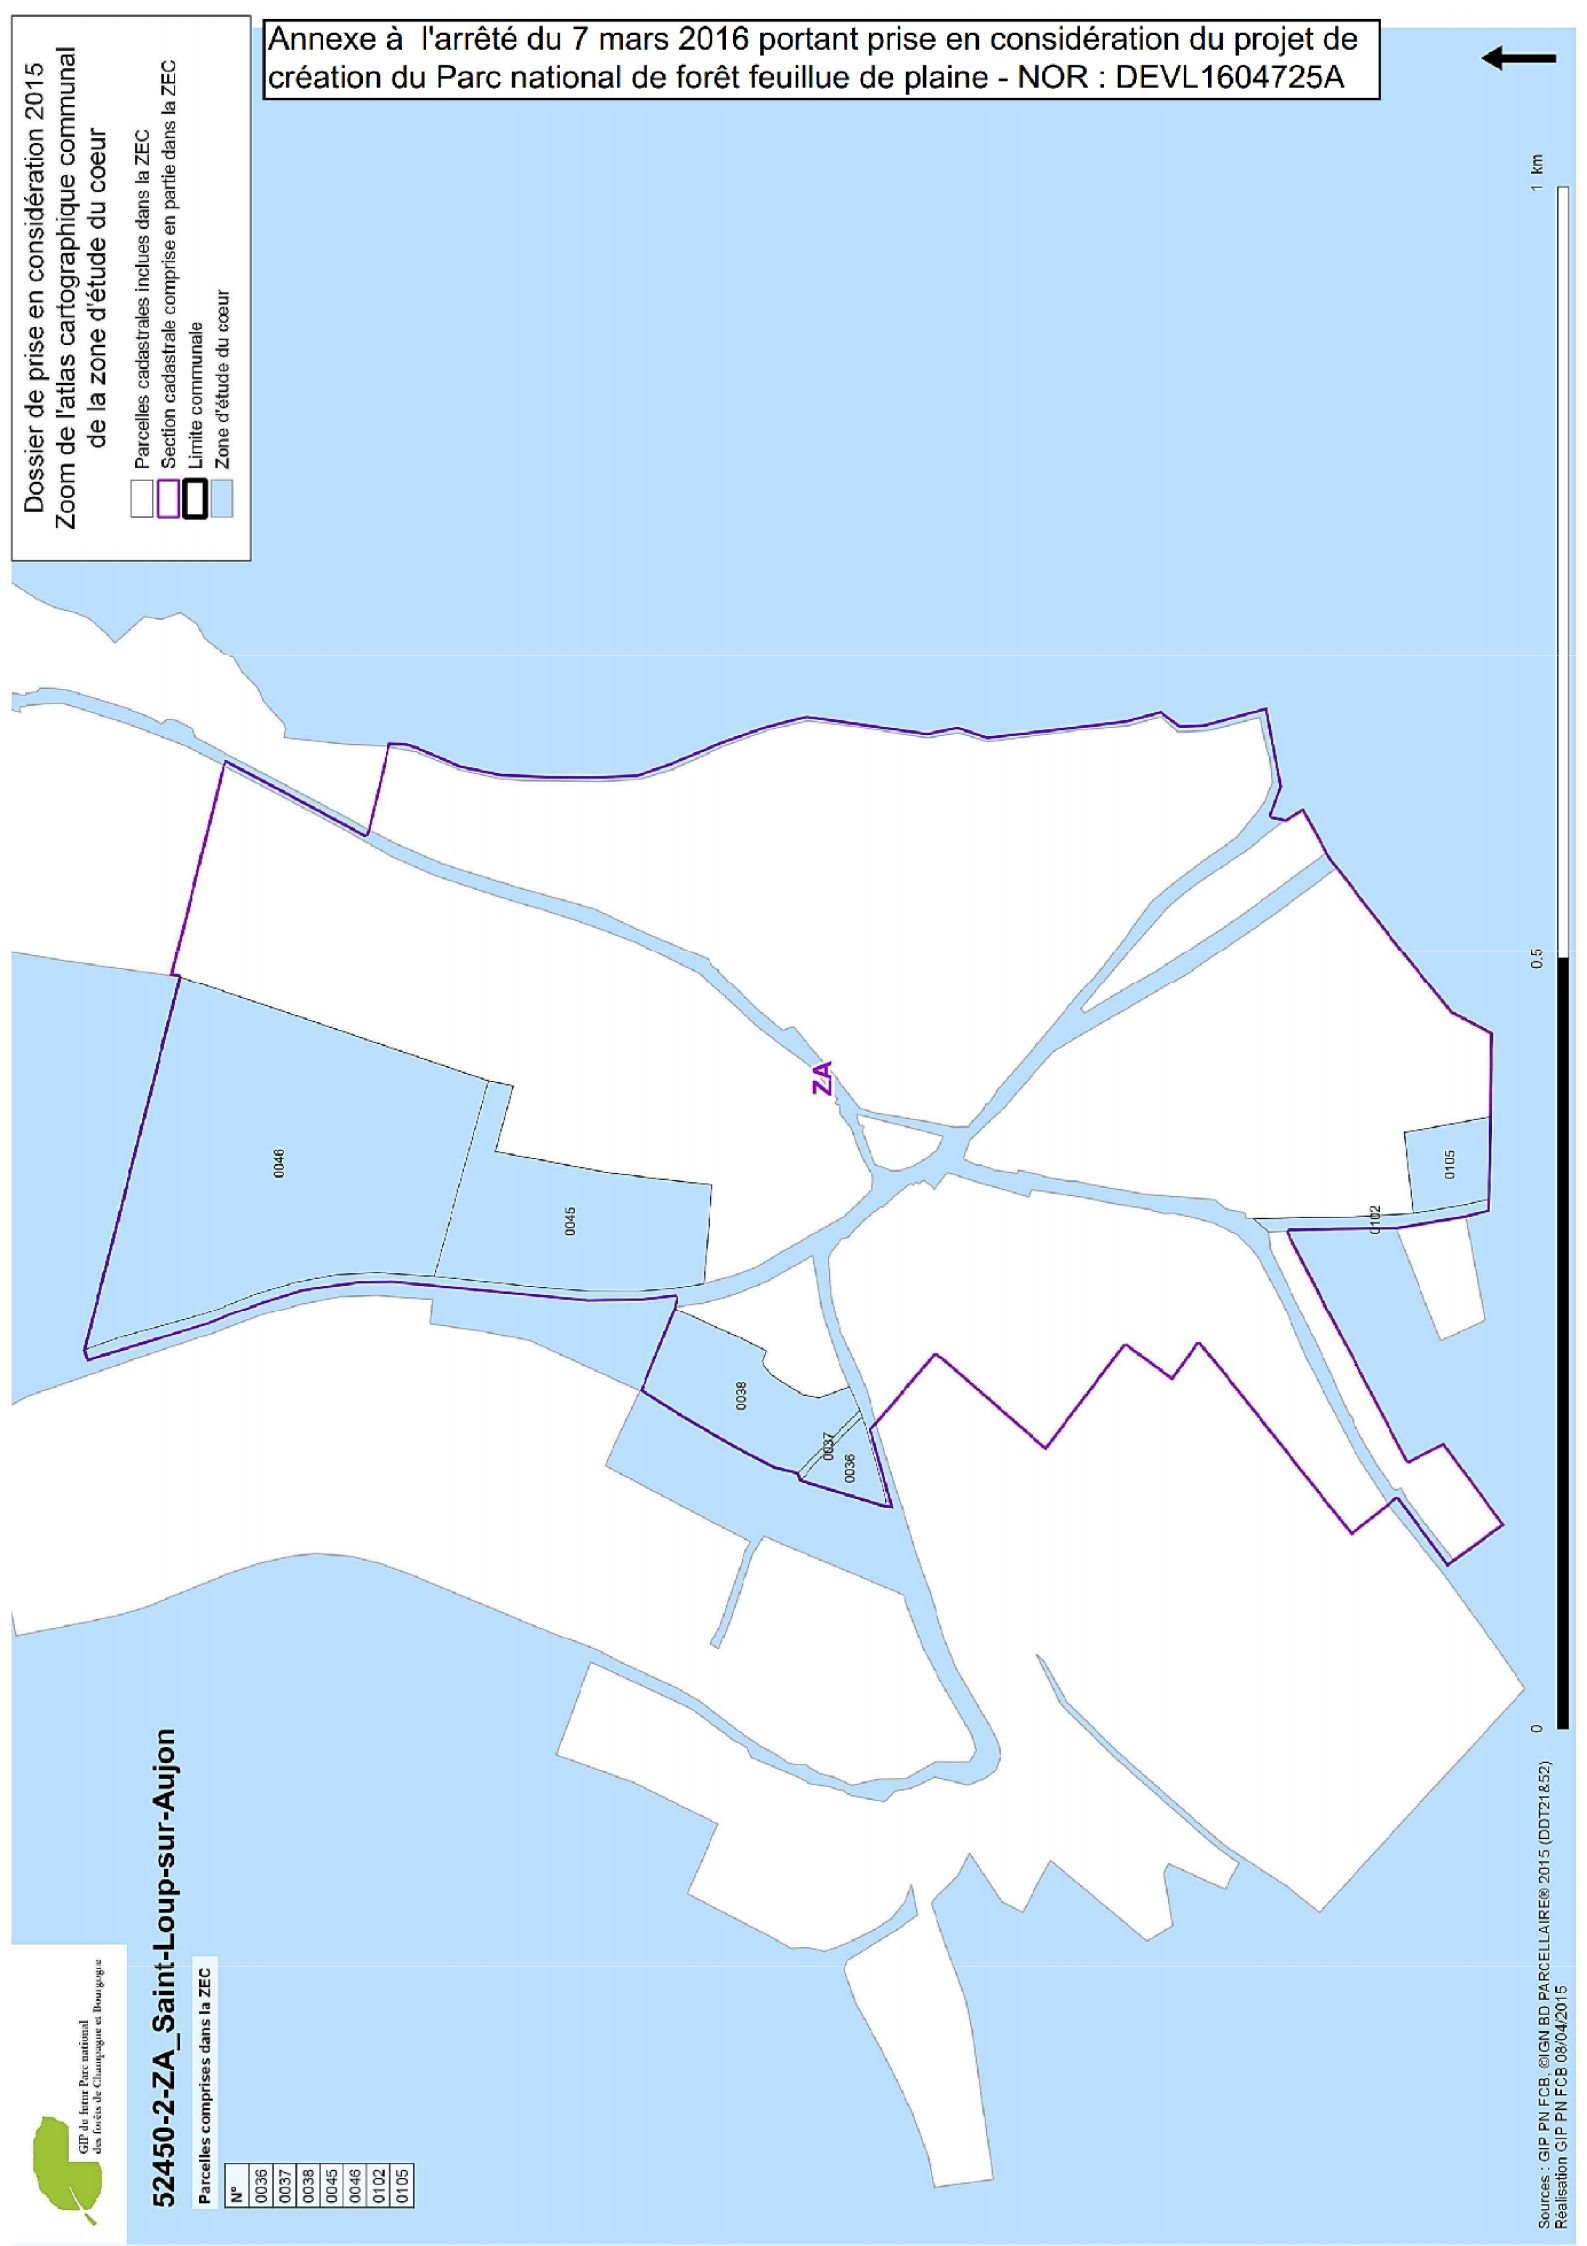 Annexe à l'arrêté du 7 mars 2016 portant prise en considération du projet de
création du Parc national de forêt feuillue de plaine - NOR : DEVL1604725A
GIP du futur Parc national
des forêts de Champagne et Bourgogne
52450-2-ZA_Saint-Loup-sur-Aujon
Parcelles comprises dans la ZEC
N°
0036
0037
0038
0045
0046
0102
0105
Dossier de prise en considération 2015
Zoom de l'atlas cartographique communal
de la zone d'étude du coeur
Parcelles cadastrales inclues dans la ZEC
Section cadastrale comprise en partie dans la ZEC
Limite communale
Zone d'étude du cœur
0046
0045
0038
0037
0036
ZA
0102
0105
0
0.5
1 km
Sources : GIP PN FCB, ©IGN BD PARCELLAIRE® 2015 (DDT21&52)
Réalisation GIP PN FCB 08/04/2015